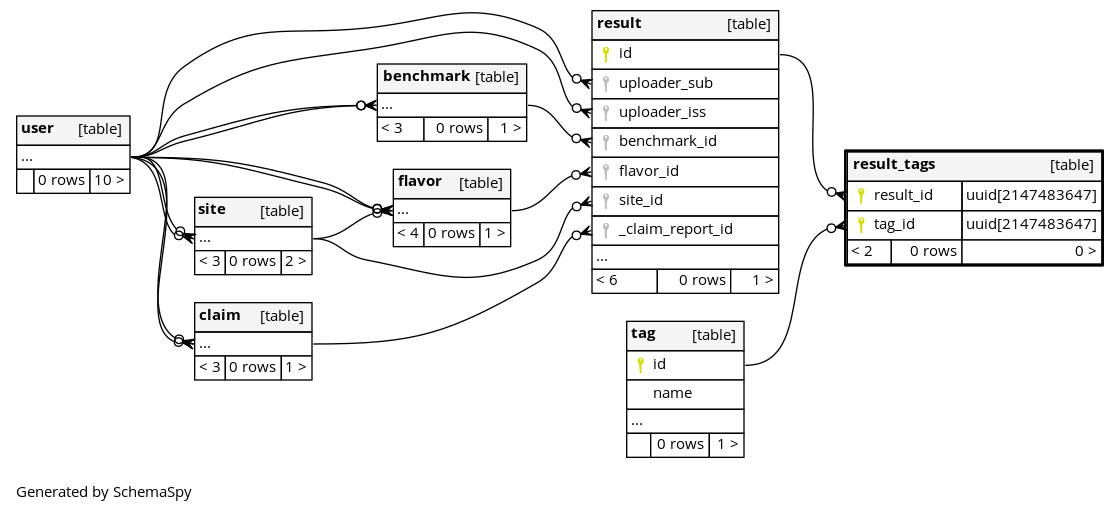 result [table]
id
uploader_sub
uploader_iss
benchmark_id
flavor_id
site_id
_claim_report_id
...
< 6 0 rows 1 >
benchmark [table]
...
< 3 0 rows 1 >
user [table]
...
0 rows 10 >
flavor [table]
...
< 4 0 rows 1 >
site [table]
...
< 3 0 rows 2 >
claim [table]
...
< 3 0 rows 1 >
result_tags [table]
result_id uuid[2147483647]
tag_id uuid[2147483647]
< 2 0 rows 0 >
tag [table]
id
name
...
0 rows 1 >
Generated by SchemaSpy